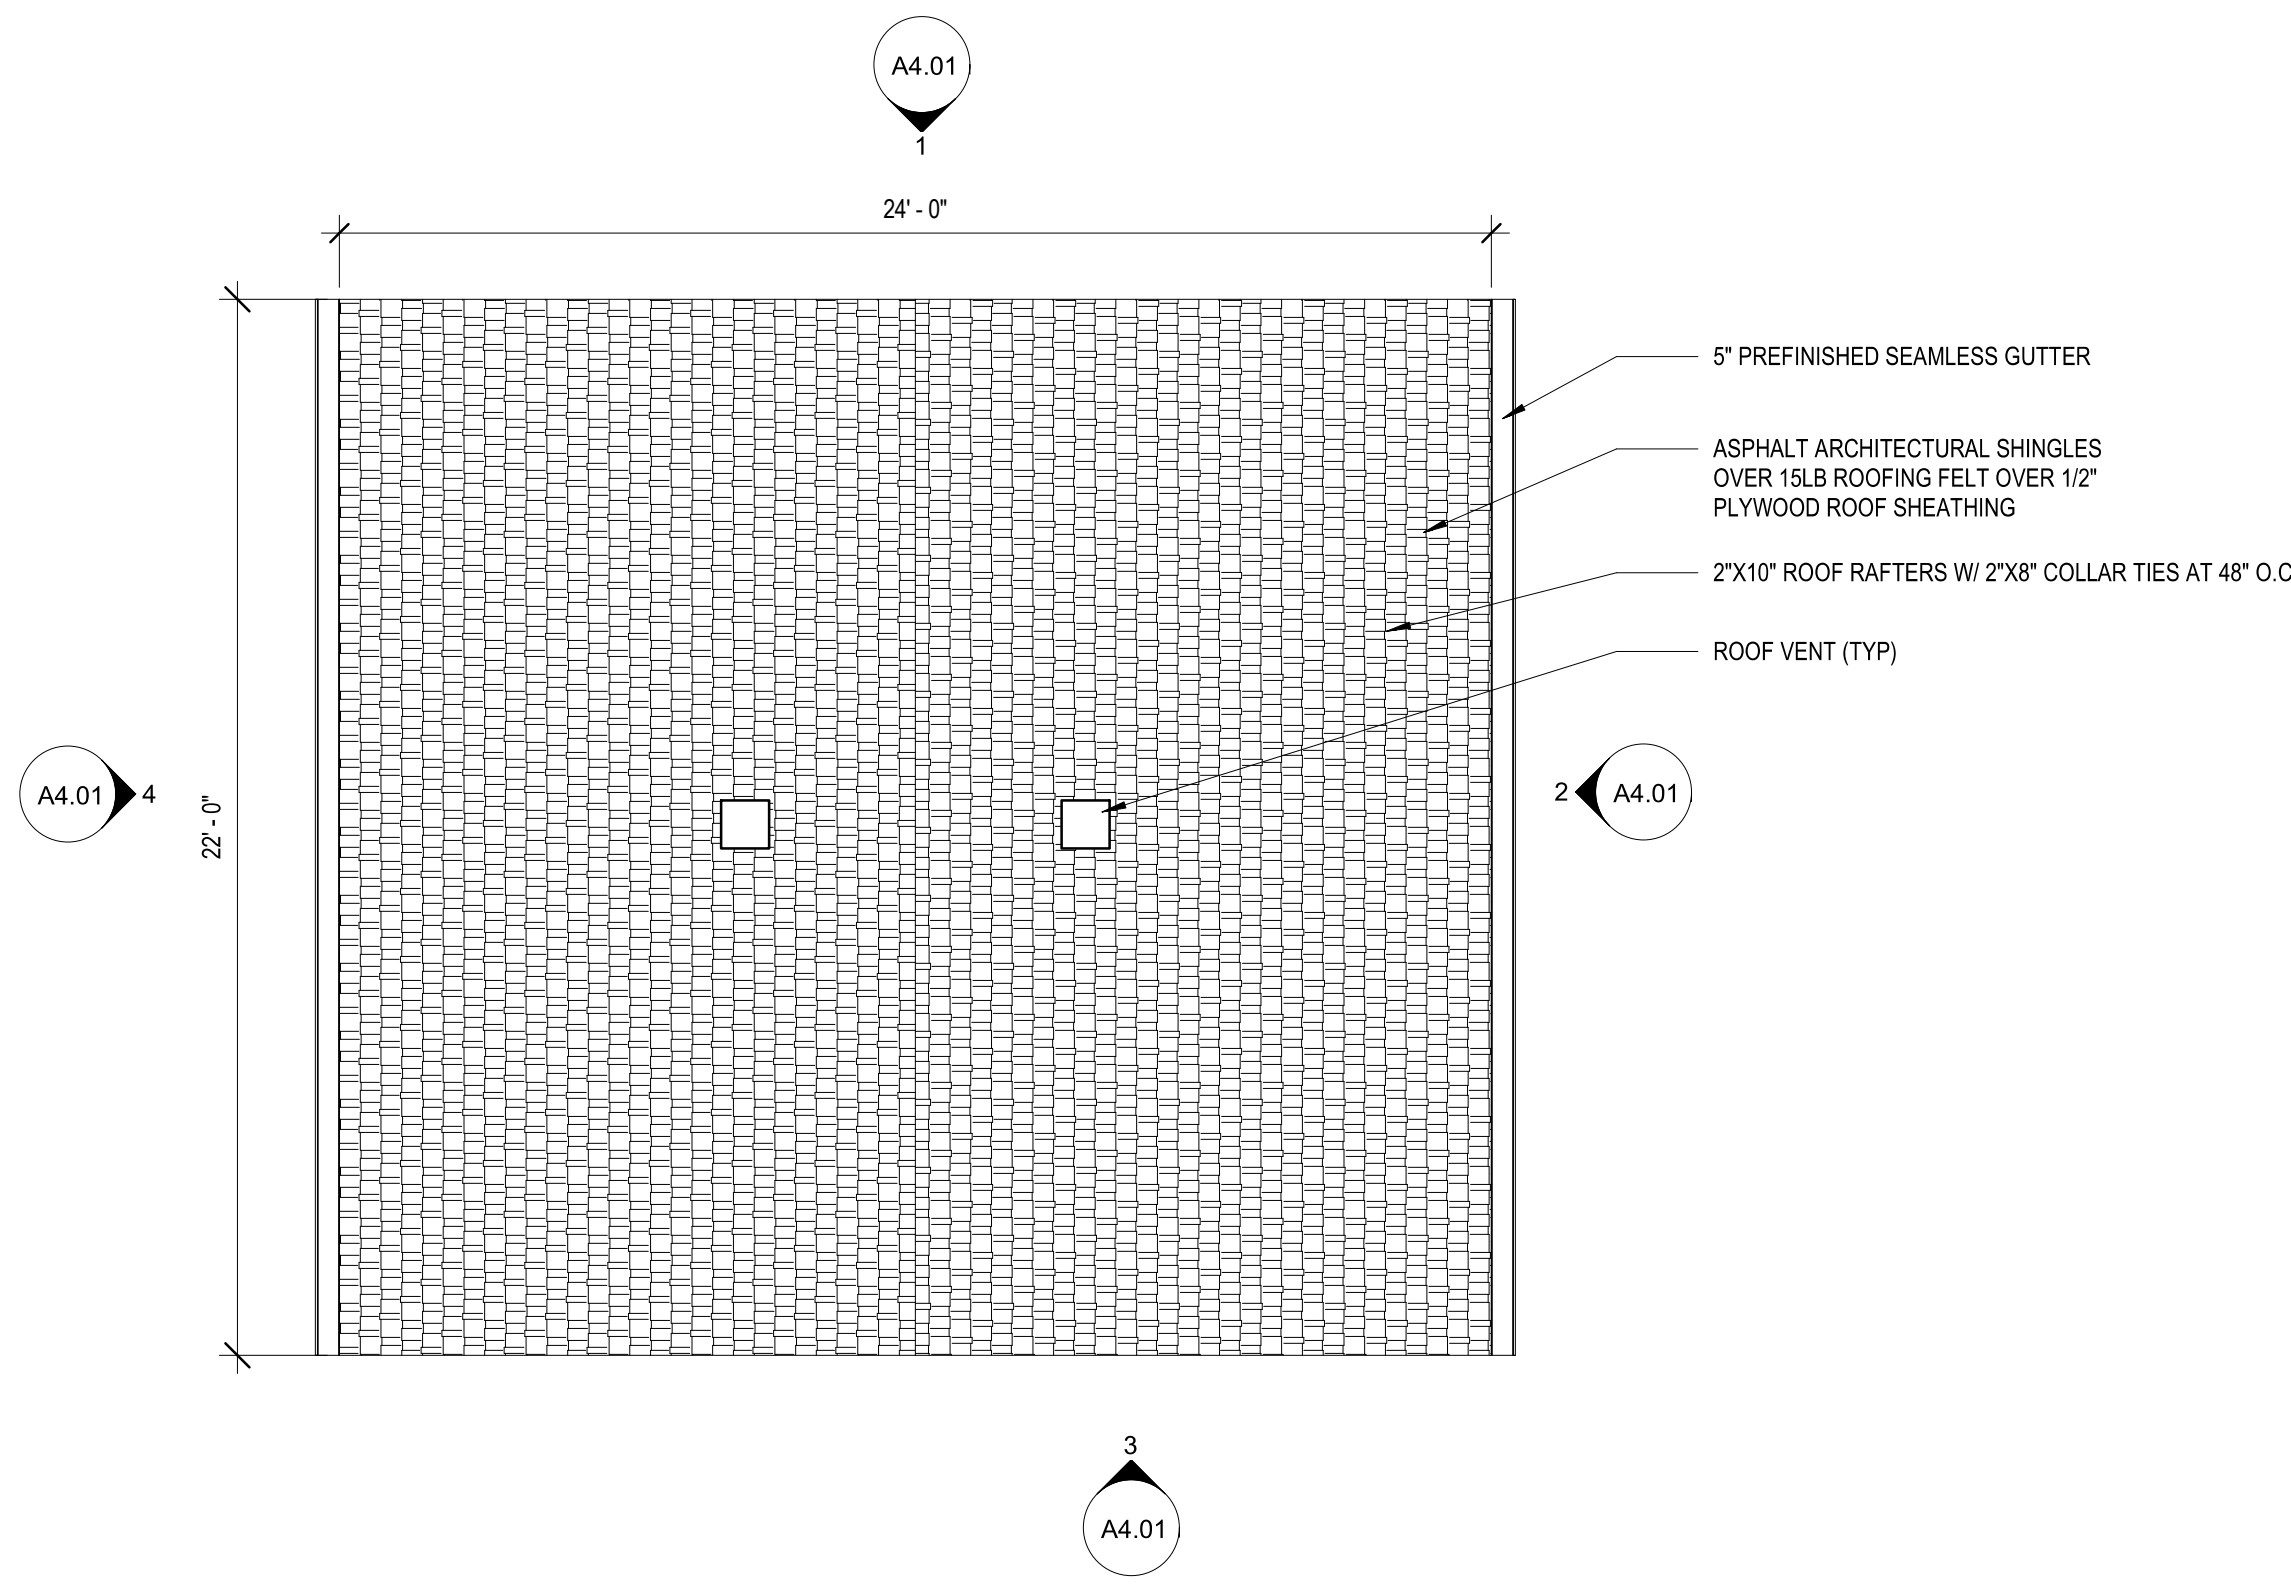 A4.01
1
24' - 0"
5" PREFINISHED SEAMLESS GUTTER
ASPHALT ARCHITECTURAL SHINGLES
OVER 15LB ROOFING FELT OVER 1/2"
PLYWOOD ROOF SHEATHING
2"X10" ROOF RAFTERS W/ 2"X8" COLLAR TIES AT 48" O.C
ROOF VENT (TYP)
A4.01 4
22' - 0"
2 A4.01
3
A4.01